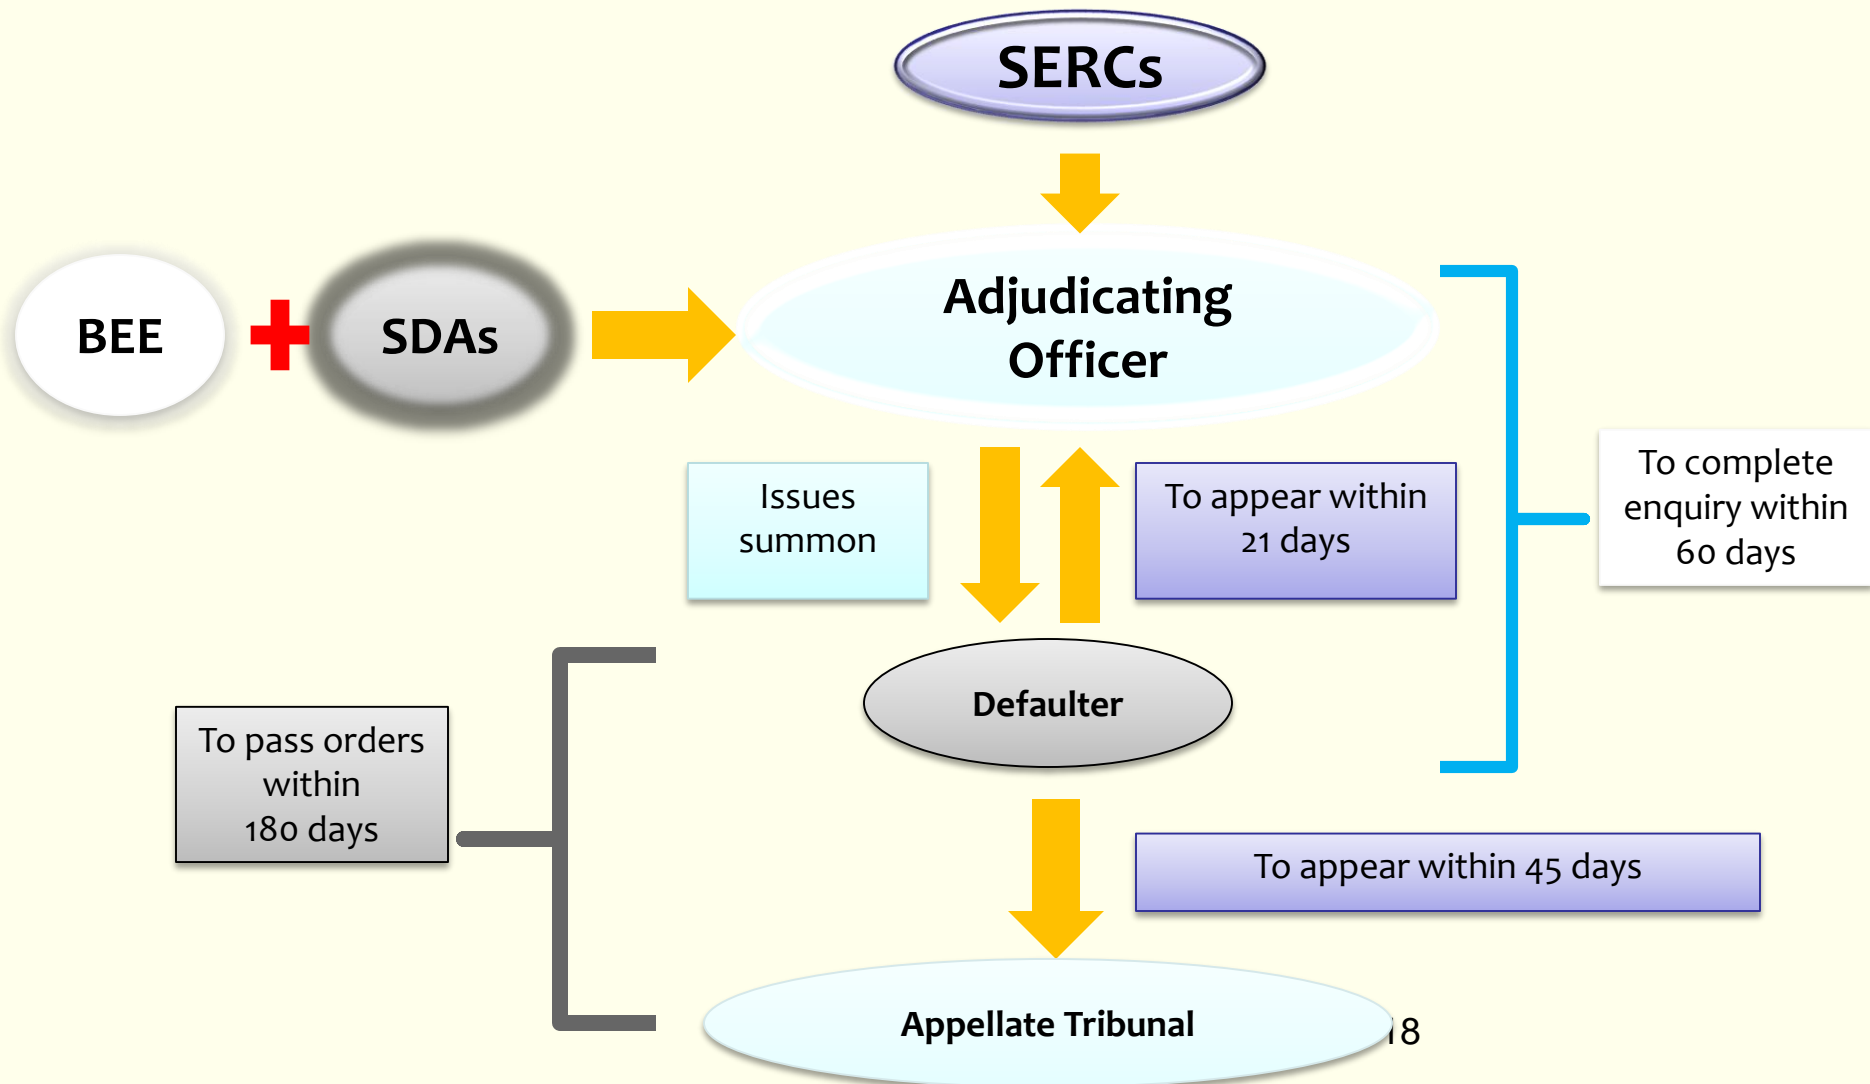 SERCs
BEE
SDAs
Adjudicating
Officer
Issues
summon
To appear within
21 days
To complete
enquiry within
60 days
Defaulter
To pass orders
within
180 days
To appear within 45 days
Appellate Tribunal
18